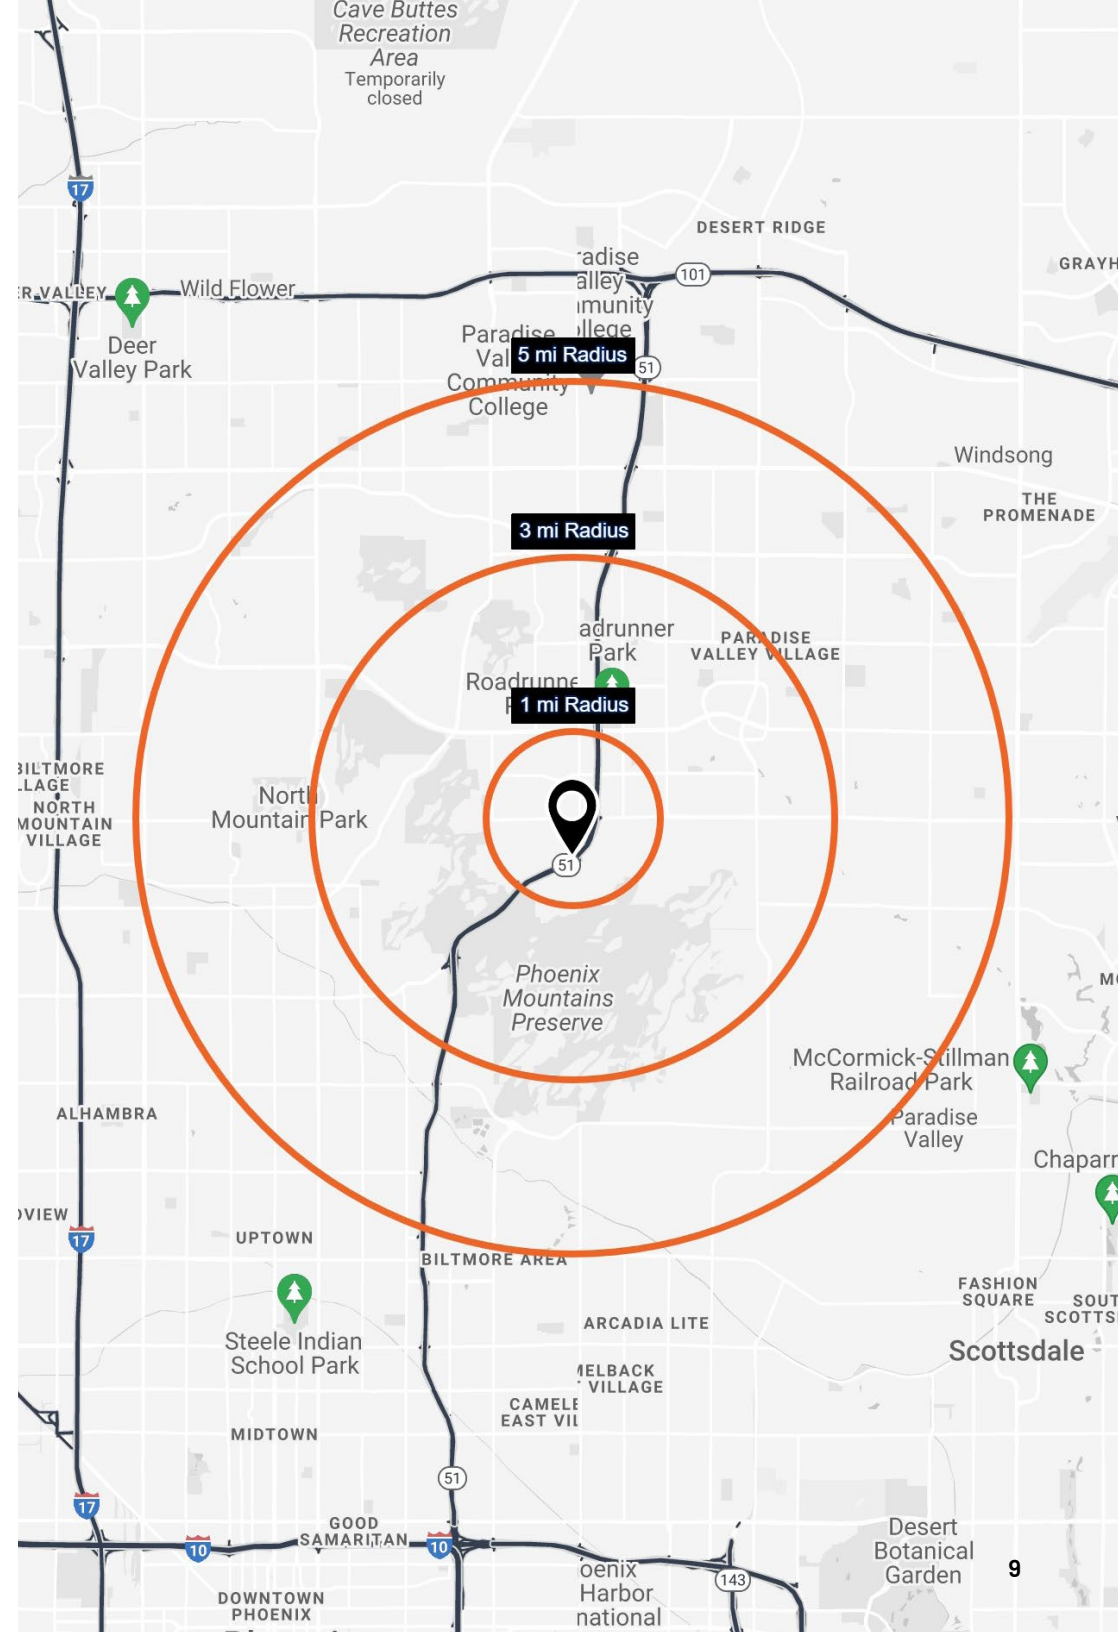 Cave Buttes
Recreation
Area
Temporarily
closed
17
DESERT RIDGE
GRAYH
radise
alley
mmunity
llege
101
ER VALLEY
Wild Flower
Deer
Valley Park
Paradise
Val
Community
College
5 mi Radius
51
Windsong
THE
PROMENADE
3 mi Radius
adrunner
Park
PARADISE
VALLEY VILLAGE
Roadrunne
1 mi Radius
BILTMORE
LLAGE
NORTH
MOUNTAIN
VILLAGE
North
Mountain Park
51
Phoenix
Mountains
Preserve
McCormick-Stillman
Railroad Park
Paradise
Valley
ALHAMBRA
Chaparr
OVIEW
17
UPTOWN
BILTMORE AREA
FASHION
SQUARE
SOUT
SCOTTS
Scottsdale
Steele Indian
School Park
ARCADIA LITE
MELBACK
VILLAGE
CAMELE
EAST VIL
MIDTOWN
51
17
GOOD
SAMARITAN
10
10
Desert
Botanical
Garden
9
oenix
Harbor
national
143
DOWNTOWN
PHOENIX